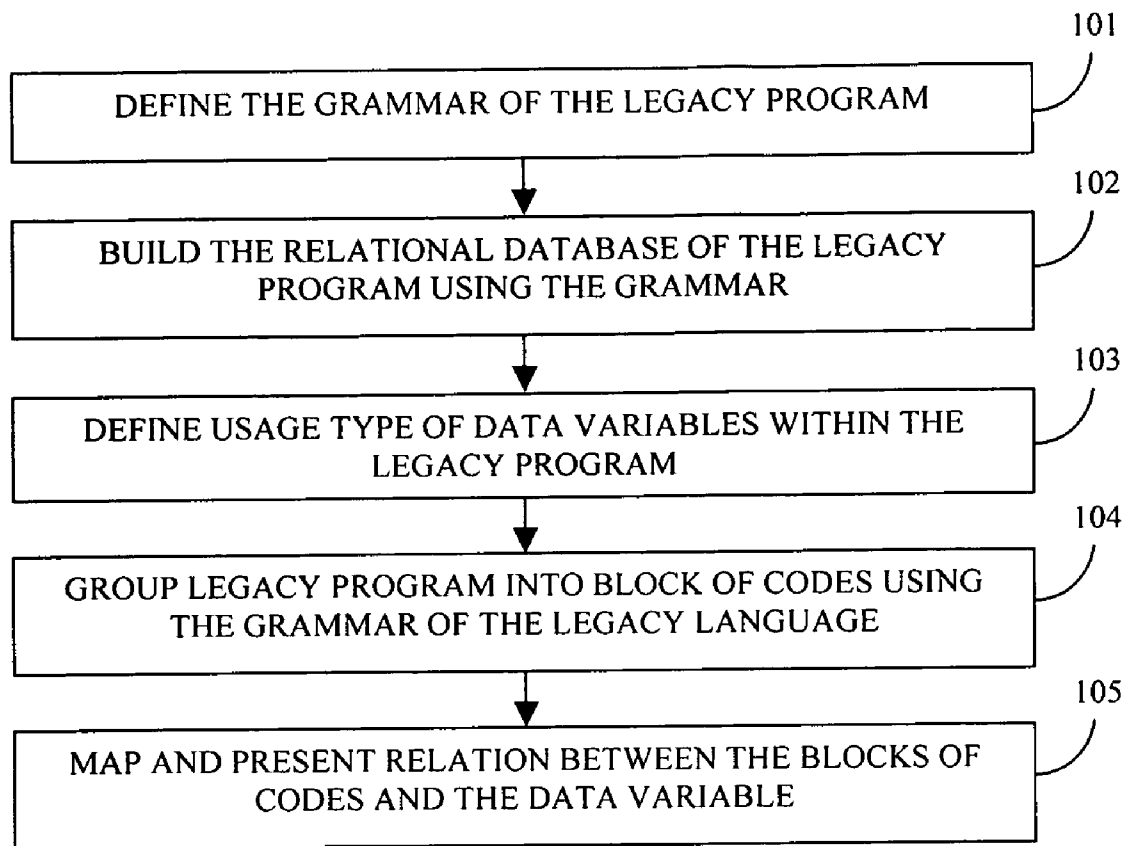 101
DEFINE THE GRAMMAR OF THE LEGACY PROGRAM
102
BUILD THE RELATIONAL DATABASE OF THE LEGACY
PROGRAM USING THE GRAMMAR
103
DEFINE USAGE TYPE OF DATA VARIABLES WITHIN THE
LEGACY PROGRAM
104
GROUP LEGACY PROGRAM INTO BLOCK OF CODES USING
THE GRAMMAR OF THE LEGACY LANGUAGE
105
MAP AND PRESENT RELATION BETWEEN THE BLOCKS OF
CODES AND THE DATA VARIABLE